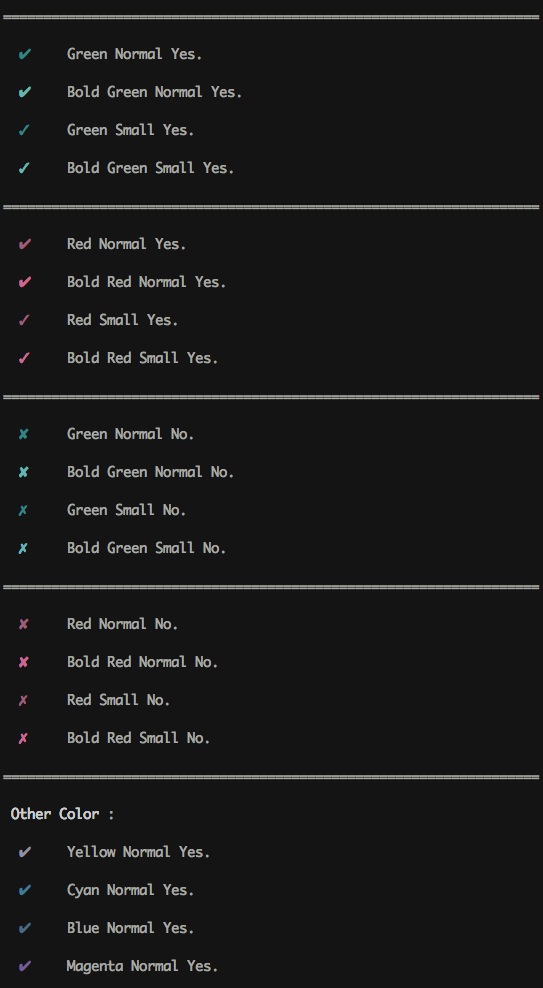 ✔ Green Normal Yes.
✔ Bold Green Normal Yes.
✓ Green Small Yes.
✓ Bold Green Small Yes.
✔ Red Normal Yes.
✔ Bold Red Normal Yes.
✓ Red Small Yes.
✓ Bold Red Small Yes.
✘ Green Normal No.
✘ Bold Green Normal No.
✗ Green Small No.
✗ Bold Green Small No.
✘ Red Normal No.
✘ Bold Red Normal No.
✗ Red Small No.
✗ Bold Red Small No.
Other Color :
✔ Yellow Normal Yes.
✔ Cyan Normal Yes.
✔ Blue Normal Yes.
✔ Magenta Normal Yes.